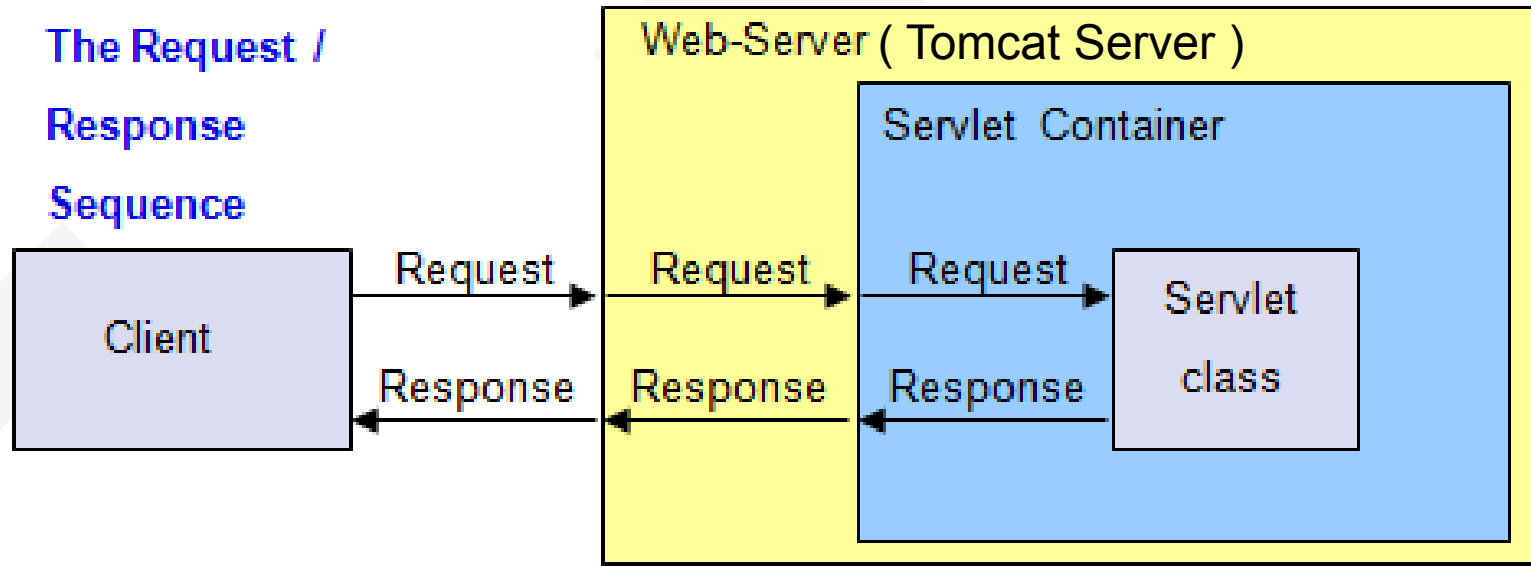 The Request /
Response
Sequence
Web-Server ( Tomcat Server )
Servlet Container
Client
Request
Request
Request
Servlet
class
Response
Response
Response